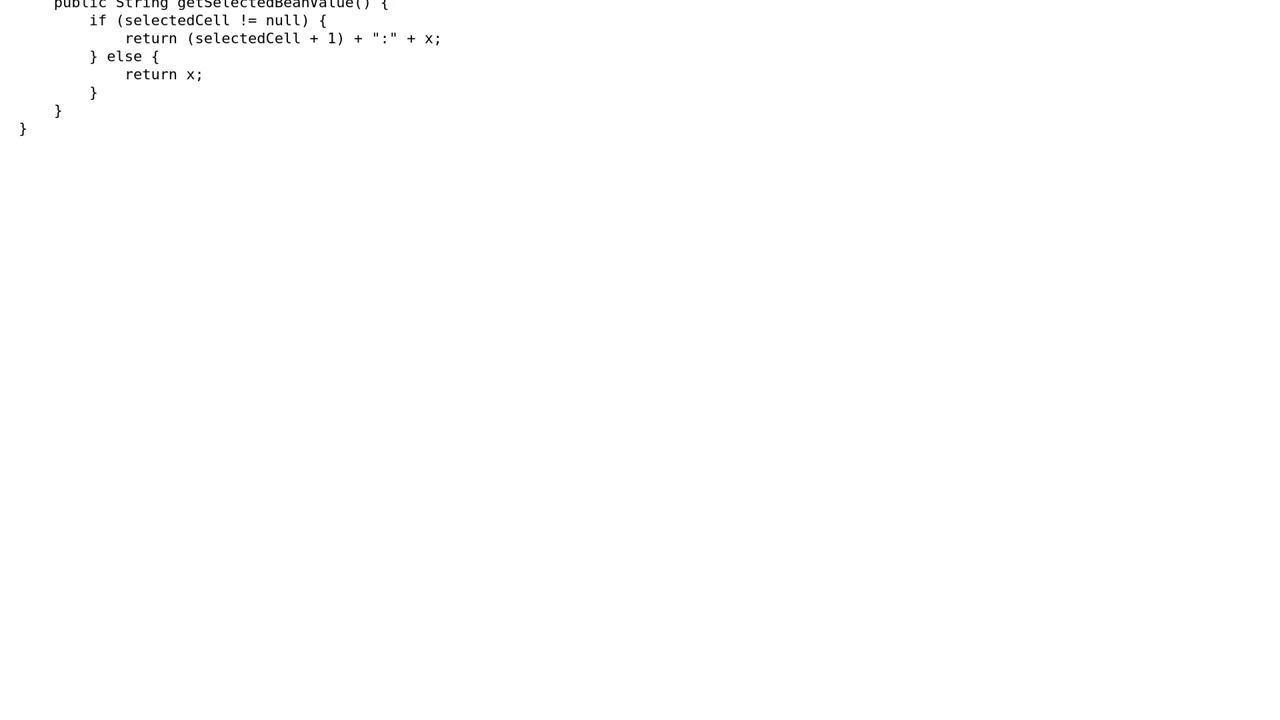 public String getSelectedBeanValue() {
        if (selectedCell != null) {
            return (selectedCell + 1) + ":" + x;
        } else {
            return x;
        }
    }
}